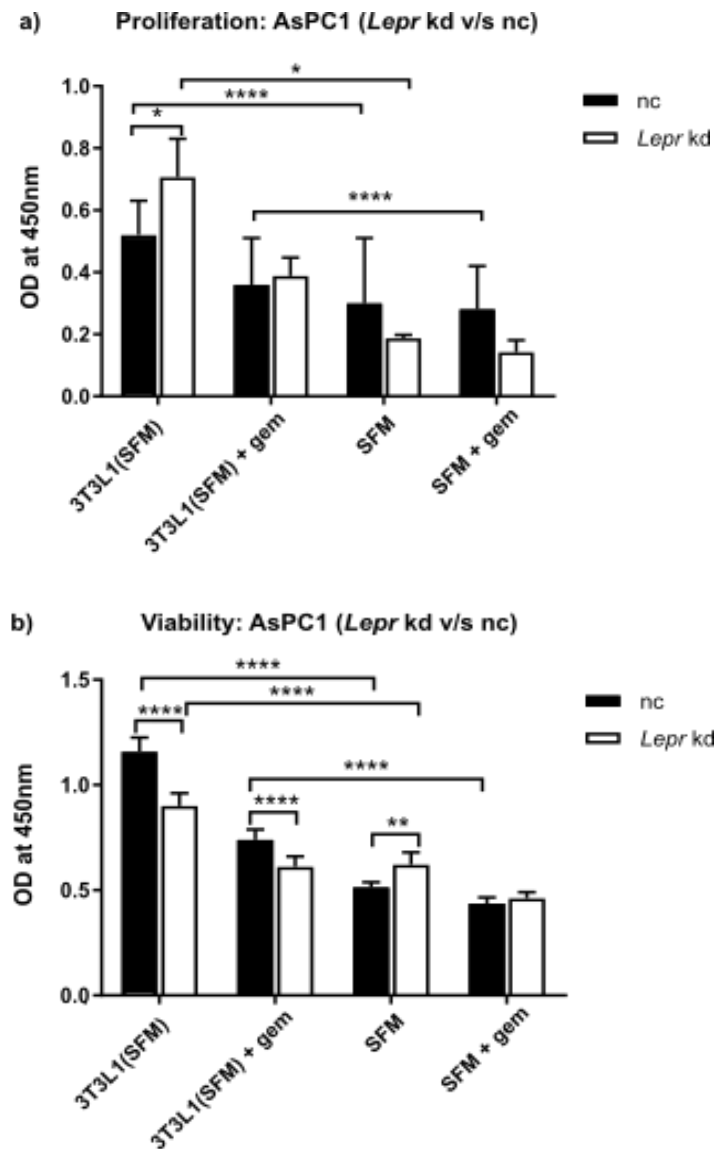 a) Proliferation: AsPC1 (Lepr kd v/s nc)
*
****
*
****
nc
Lepr kd
OD at 450nm
1.0
0.8
0.6
0.4
0.2
0.0
3T3L1(SFM)
3T3L1(SFM) + gem
SFM
SFM + gem
b) Viability: AsPC1 (Lepr kd v/s nc)
****
****
****
****
****
**
nc
Lepr kd
OD at 450nm
1.5
1.0
0.5
0.0
3T3L1(SFM)
3T3L1(SFM) + gem
SFM
SFM + gem